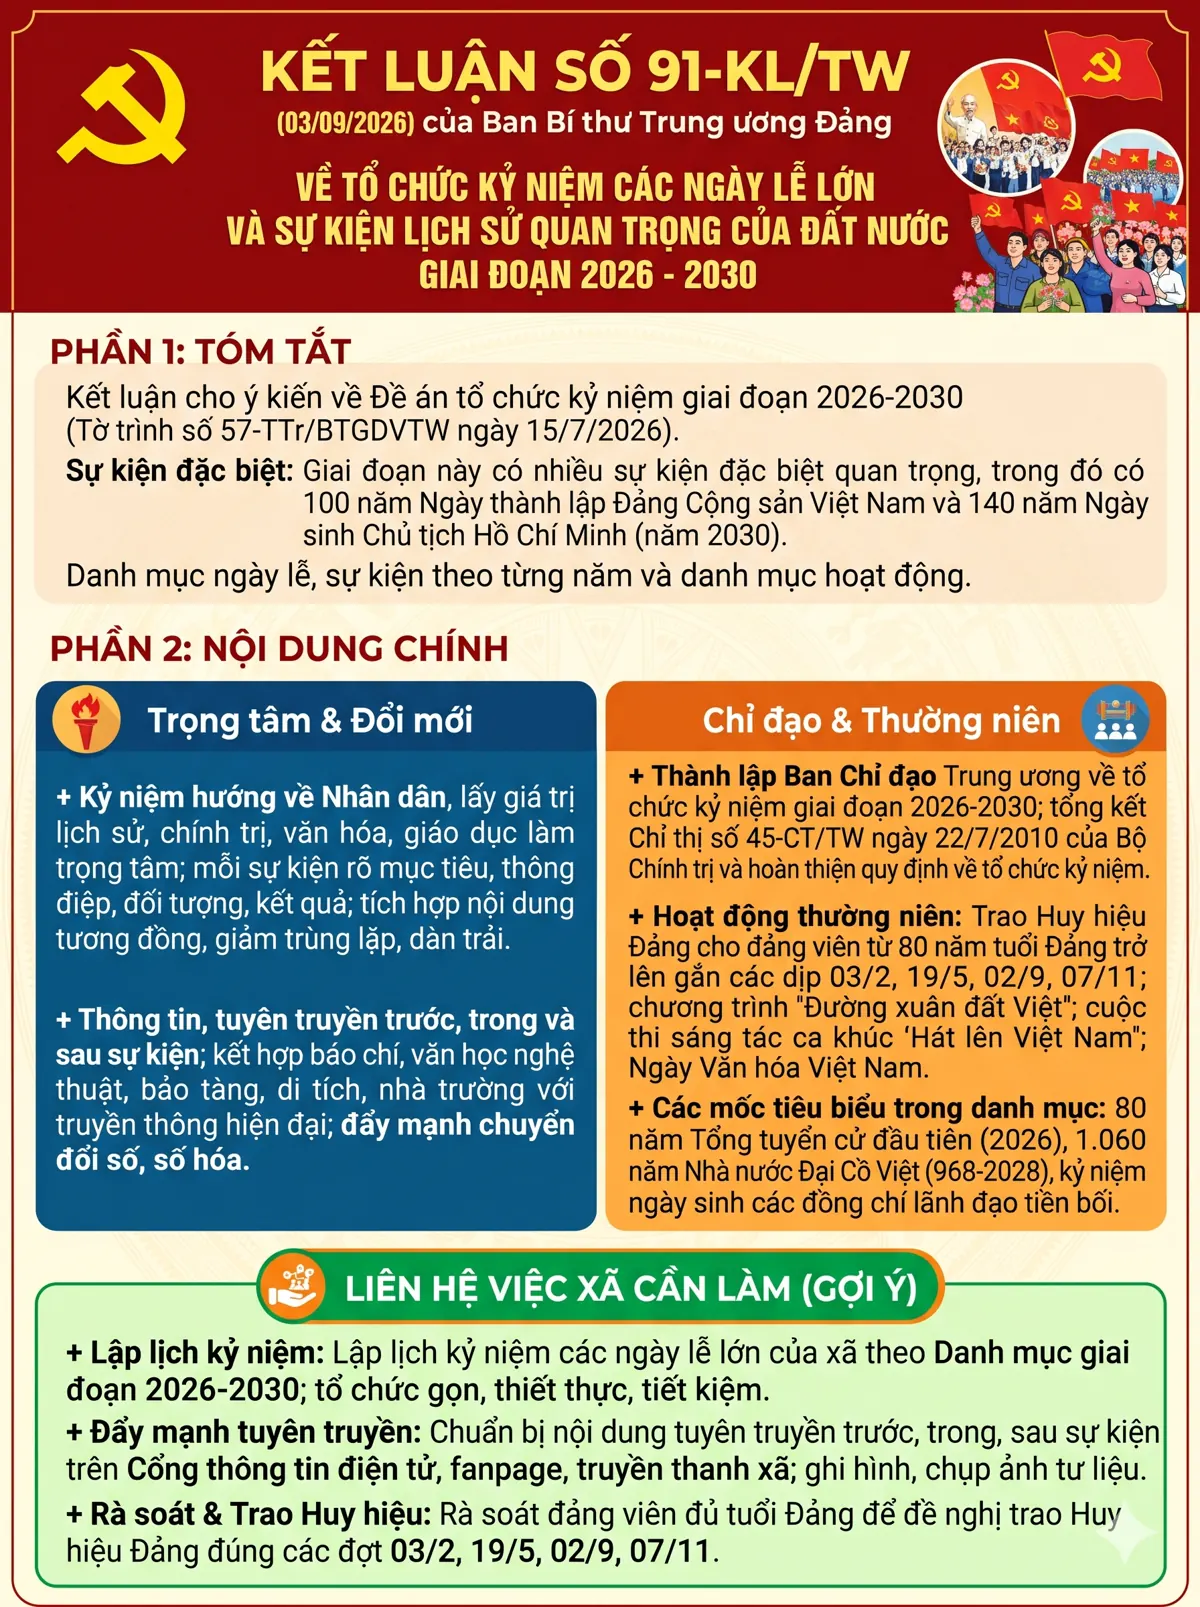 KẾT LUẬN SỐ 91-KL/TW
(03/09/2026) của Ban Bí thư Trung ương Đảng
VỀ TỔ CHỨC KỶ NIỆM CÁC NGÀY LỄ LỚN
VÀ SỰ KIỆN LỊCH SỬ QUAN TRỌNG CỦA ĐẤT NƯỚC
GIAI ĐOẠN 2026 - 2030
PHẦN 1: TÓM TẮT
Kết luận cho ý kiến về Đề án tổ chức kỷ niệm giai đoạn 2026-2030
(Tờ trình số 57-TTr/BTGDVTW ngày 15/7/2026).
Sự kiện đặc biệt: Giai đoạn này có nhiều sự kiện đặc biệt quan trọng, trong đó có
100 năm Ngày thành lập Đảng Cộng sản Việt Nam và 140 năm Ngày
sinh Chủ tịch Hồ Chí Minh (năm 2030).
Danh mục ngày lễ, sự kiện theo từng năm và danh mục hoạt động.
PHẦN 2: NỘI DUNG CHÍNH
Trọng tâm & Đổi mới
+ Kỷ niệm hướng về Nhân dân, lấy giá trị
lịch sử, chính trị, văn hóa, giáo dục làm
trọng tâm; mỗi sự kiện rõ mục tiêu, thông
điệp, đối tượng, kết quả; tích hợp nội dung
tương đồng, giảm trùng lặp, dàn trải.
+ Thông tin, tuyên truyền trước, trong và
sau sự kiện; kết hợp báo chí, văn học nghệ
thuật, bảo tàng, di tích, nhà trường với
truyền thông hiện đại; đẩy mạnh chuyển
đổi số, số hóa.
Chỉ đạo & Thường niên
+ Thành lập Ban Chỉ đạo Trung ương về tổ
chức kỷ niệm giai đoạn 2026-2030; tổng kết
Chỉ thị số 45-CT/TW ngày 22/7/2010 của Bộ
Chính trị và hoàn thiện quy định về tổ chức kỷ niệm.
+ Hoạt động thường niên: Trao Huy hiệu
Đảng cho đảng viên từ 80 năm tuổi Đảng trở
lên gắn các dịp 03/2, 19/5, 02/9, 07/11;
chương trình "Đường xuân đất Việt"; cuộc
thi sáng tác ca khúc ‘Hát lên Việt Nam";
Ngày Văn hóa Việt Nam.
+ Các mốc tiêu biểu trong danh mục: 80
năm Tổng tuyển cử đầu tiên (2026), 1.060
năm Nhà nước Đại Cồ Việt (968-2028), kỷ niệm
ngày sinh các đồng chí lãnh đạo tiền bối.
LIÊN HỆ VIỆC XÃ CẦN LÀM (GỢI Ý)
+ Lập lịch kỷ niệm: Lập lịch kỷ niệm các ngày lễ lớn của xã theo Danh mục giai
đoạn 2026-2030; tổ chức gọn, thiết thực, tiết kiệm.
+ Đẩy mạnh tuyên truyền: Chuẩn bị nội dung tuyên truyền trước, trong, sau sự kiện
trên Cổng thông tin điện tử, fanpage, truyền thanh xã; ghi hình, chụp ảnh tư liệu.
+ Rà soát & Trao Huy hiệu: Rà soát đảng viên đủ tuổi Đảng để đề nghị trao Huy
hiệu Đảng đúng các đợt 03/2, 19/5, 02/9, 07/11.